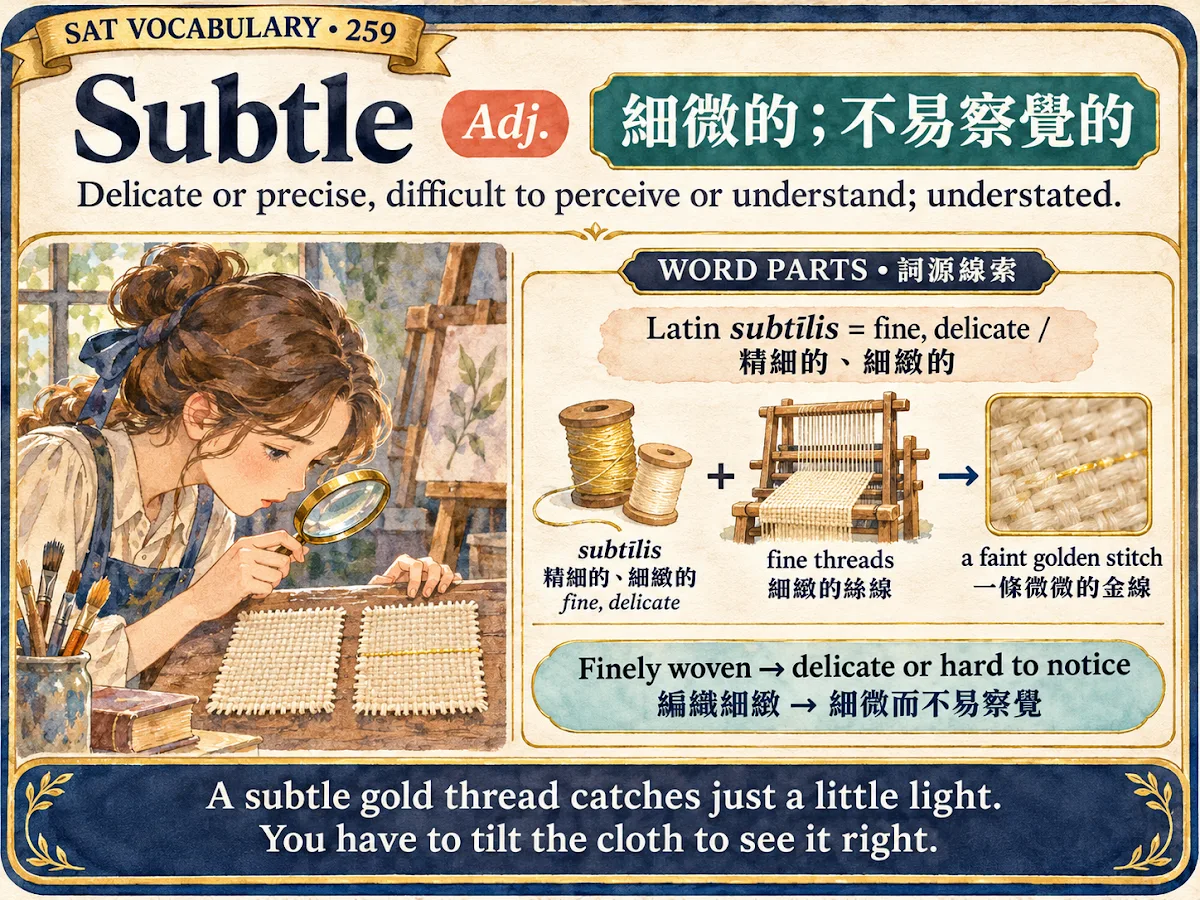 SAT VOCABULARY • 259
Subtle
Adj.
細微的；不易察覺的
Delicate or precise, difficult to perceive or understand; understated.
WORD PARTS • 詞源線索
Latin subtīlis = fine, delicate /
精細的、細緻的
+
→
subtīlis
精細的、細緻的
fine, delicate
fine threads
細緻的絲線
a faint golden stitch
一條微微的金線
Finely woven → delicate or hard to notice
編織細緻 → 細微而不易察覺
A subtle gold thread catches just a little light.
You have to tilt the cloth to see it right.